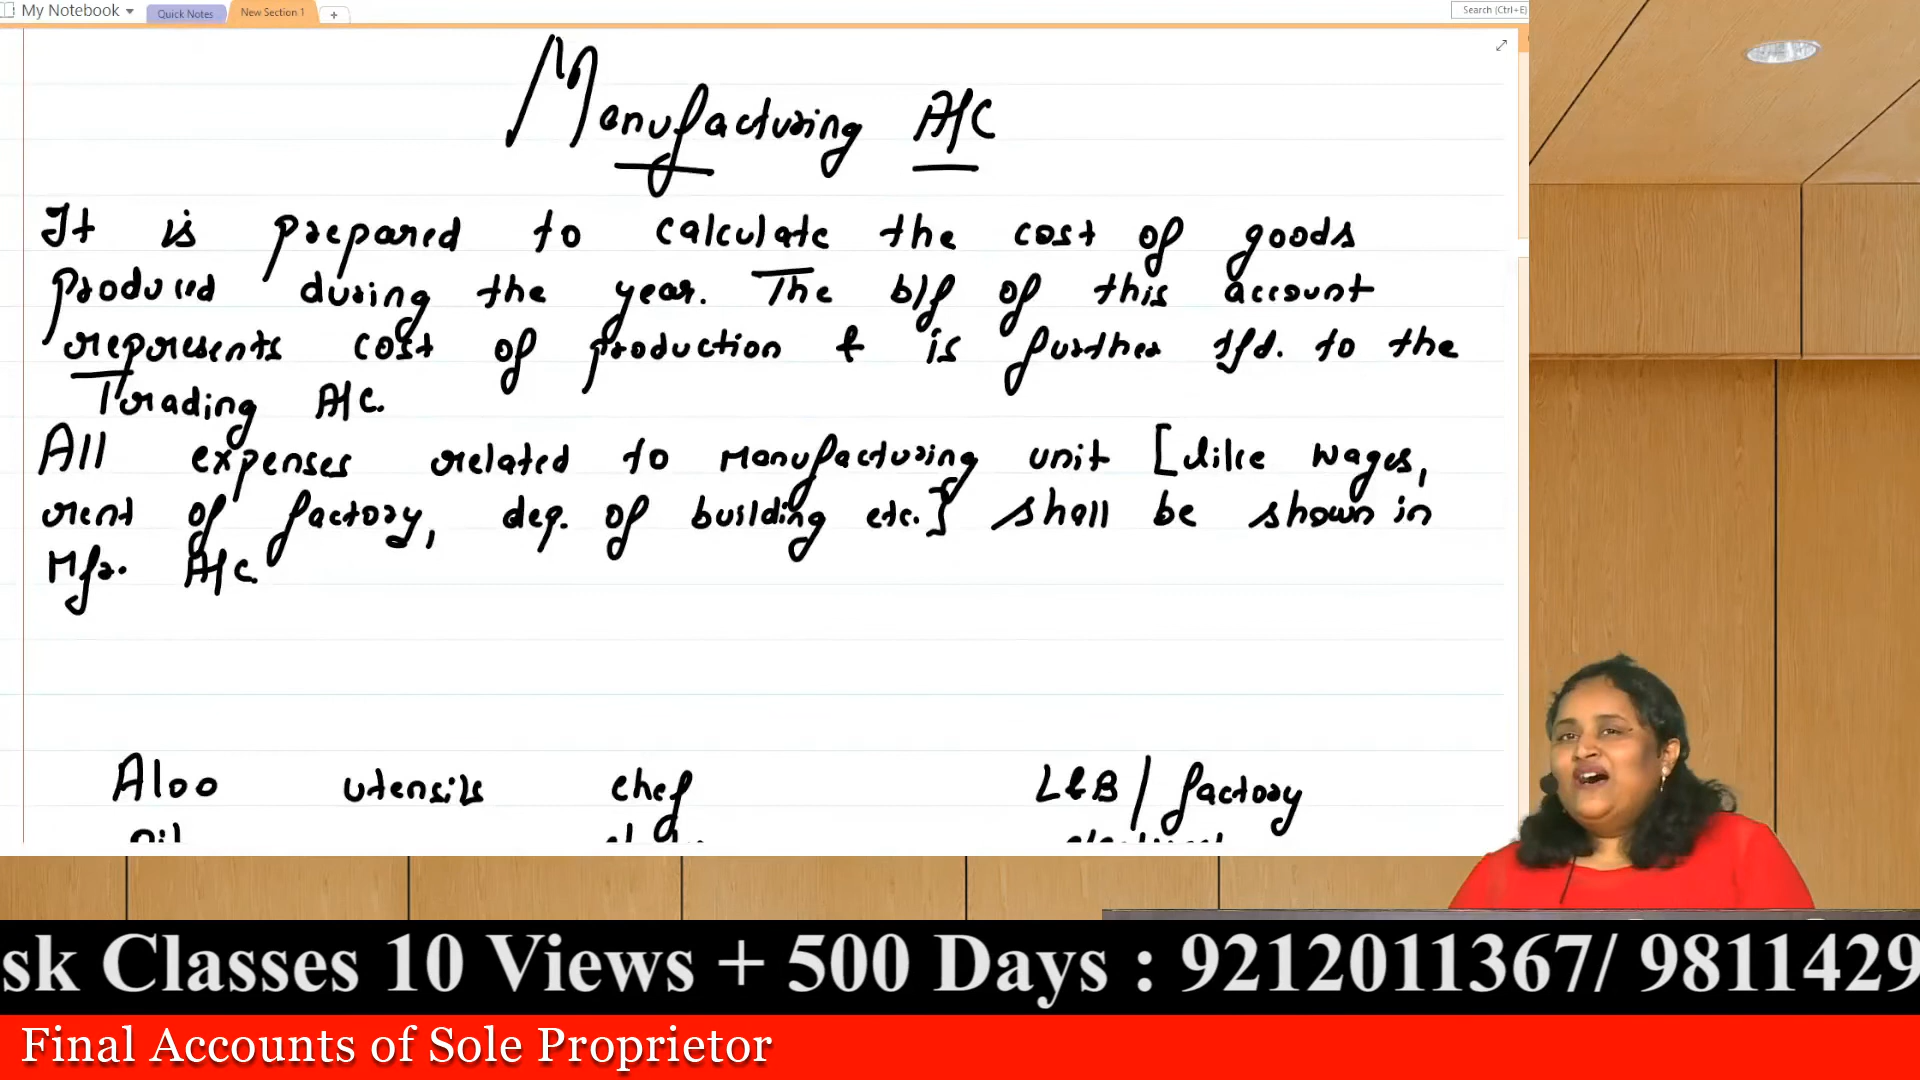 My Notebook
Quick Notes
New Section 1
+
Search (Ctrl+E)
Manufacturing A/C
It is prepared to calculate the cost of goods
produced during the year. The b/f of this account
represents cost of production & is further tfd. to the
Trading A/C.
All expenses related to Manufacturing unit [like wages,
rent of factory, dep. of building etc.] shall be shown in
Mfr. A/C.
Aloo utensils chef L&B/factory
oil
sk Classes 10 Views + 500 Days : 9212011367/ 9811429
Final Accounts of Sole Proprietor